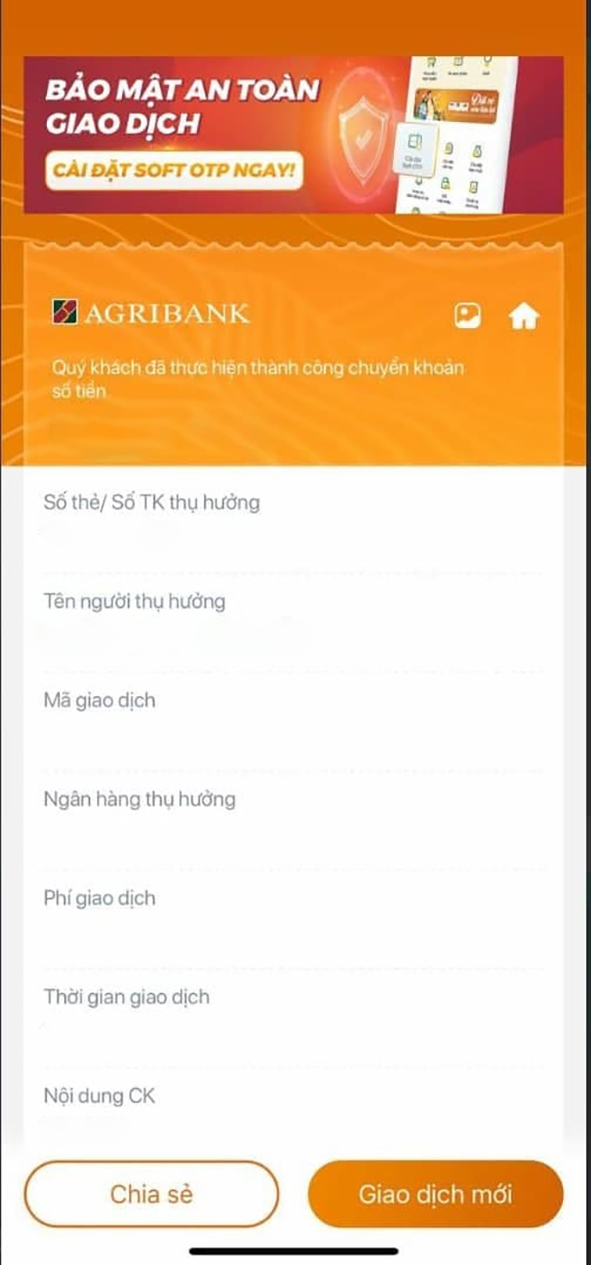 BẢO MẬT AN TOÀN
GIAO DỊCH
CÀI ĐẶT SOFT OTP NGAY!
AGRIBANK
Quý khách đã thực hiện thành công chuyển khoản
số tiền
Số thẻ/ Số TK thụ hưởng
Tên người thụ hưởng
Mã giao dịch
Ngân hàng thụ hưởng
Phí giao dịch
Thời gian giao dịch
Nội dung CK
Chia sẻ
Giao dịch mới